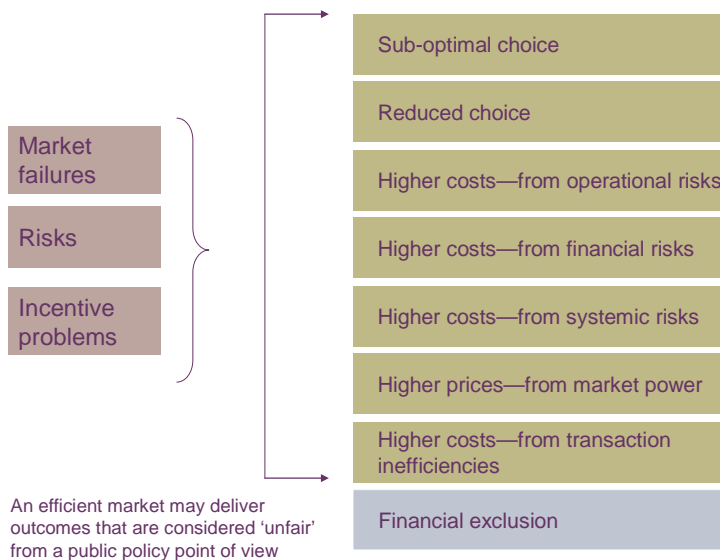 Market
failures
Risks
Incentive
problems
An efficient market may deliver
outcomes that are considered ‘unfair’
from a public policy point of view
Sub-optimal choice
Reduced choice
Higher costs—from operational risks
Higher costs—from financial risks
Higher costs—from systemic risks
Higher prices—from market power
Higher costs—from transaction
inefficiencies
Financial exclusion